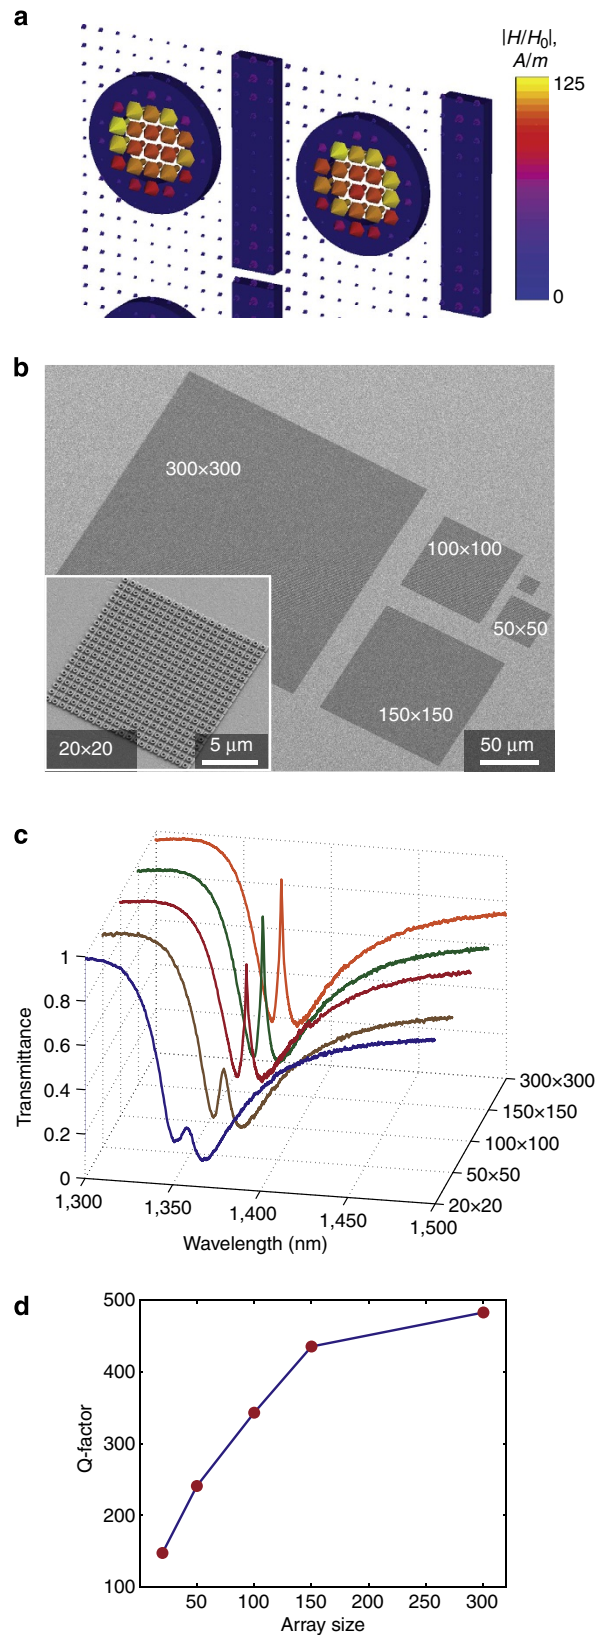 a
|H/H₀|,
A/m
125
0
b
300×300
100×100
50×50
150×150
20×20
5 µm
50 µm
c
1
0.8
0.6
0.4
0.2
0
Transmittance
1,300
1,350
1,400
1,450
1,500
Wavelength (nm)
300×300
150×150
100×100
50×50
20×20
d
500
400
300
200
100
Q-factor
50 100 150 200 250 300
Array size